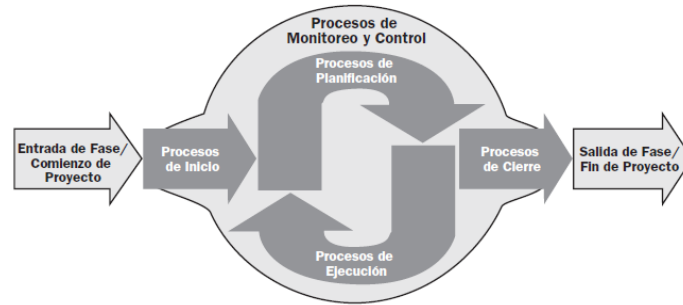 Procesos de
Monitoreo y Control
Procesos de
Planificación
Entrada de Fase/
Comienzo de
Proyecto
Procesos
de Inicio
Procesos
de Cierre
Salida de Fase/
Fin de Proyecto
Procesos de
Ejecución